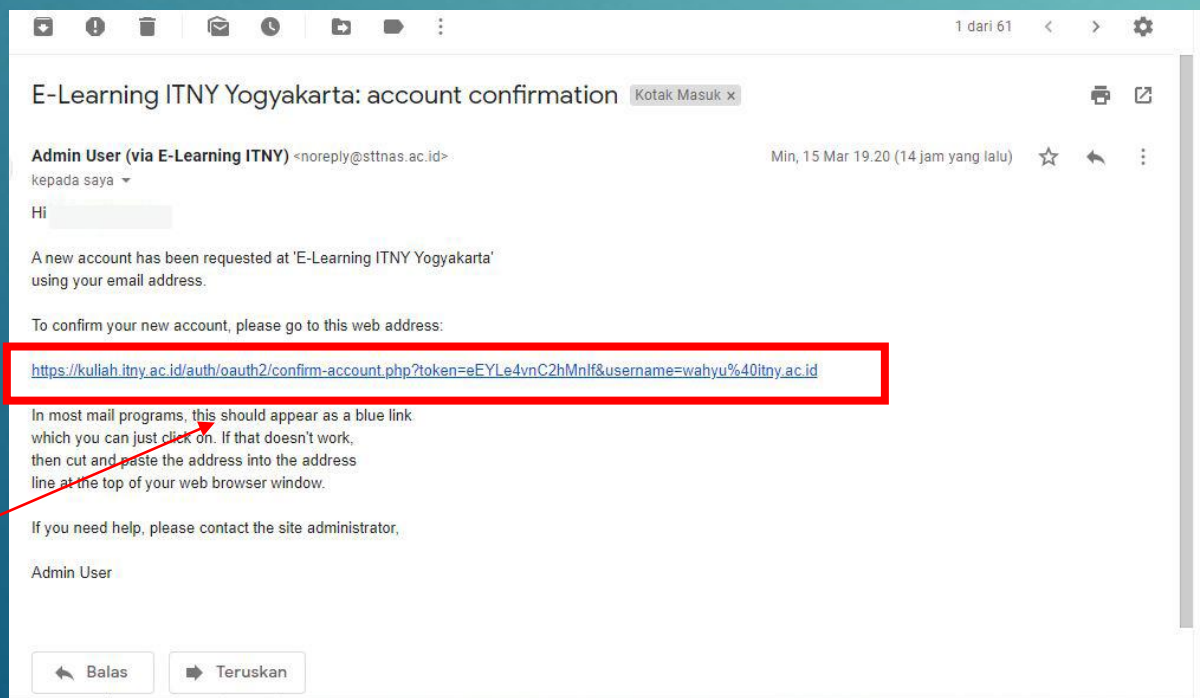 1 dari 61
E-Learning ITNY Yogyakarta: account confirmation Kotak Masuk x
Admin User (via E-Learning ITNY) <noreply@sttnas.ac.id> Min, 15 Mar 19.20 (14 jam yang lalu)
kepada saya
Hi
A new account has been requested at 'E-Learning ITNY Yogyakarta'
using your email address.
To confirm your new account, please go to this web address:
https://kuliah.itny.ac.id/auth/oauth2/confirm-account.php?token=eEYLe4vnC2hMnIf&username=wahyu%40itny.ac.id
In most mail programs, this should appear as a blue link
which you can just click on. If that doesn't work,
then cut and paste the address into the address
line at the top of your web browser window.
If you need help, please contact the site administrator,
Admin User
Balas Teruskan